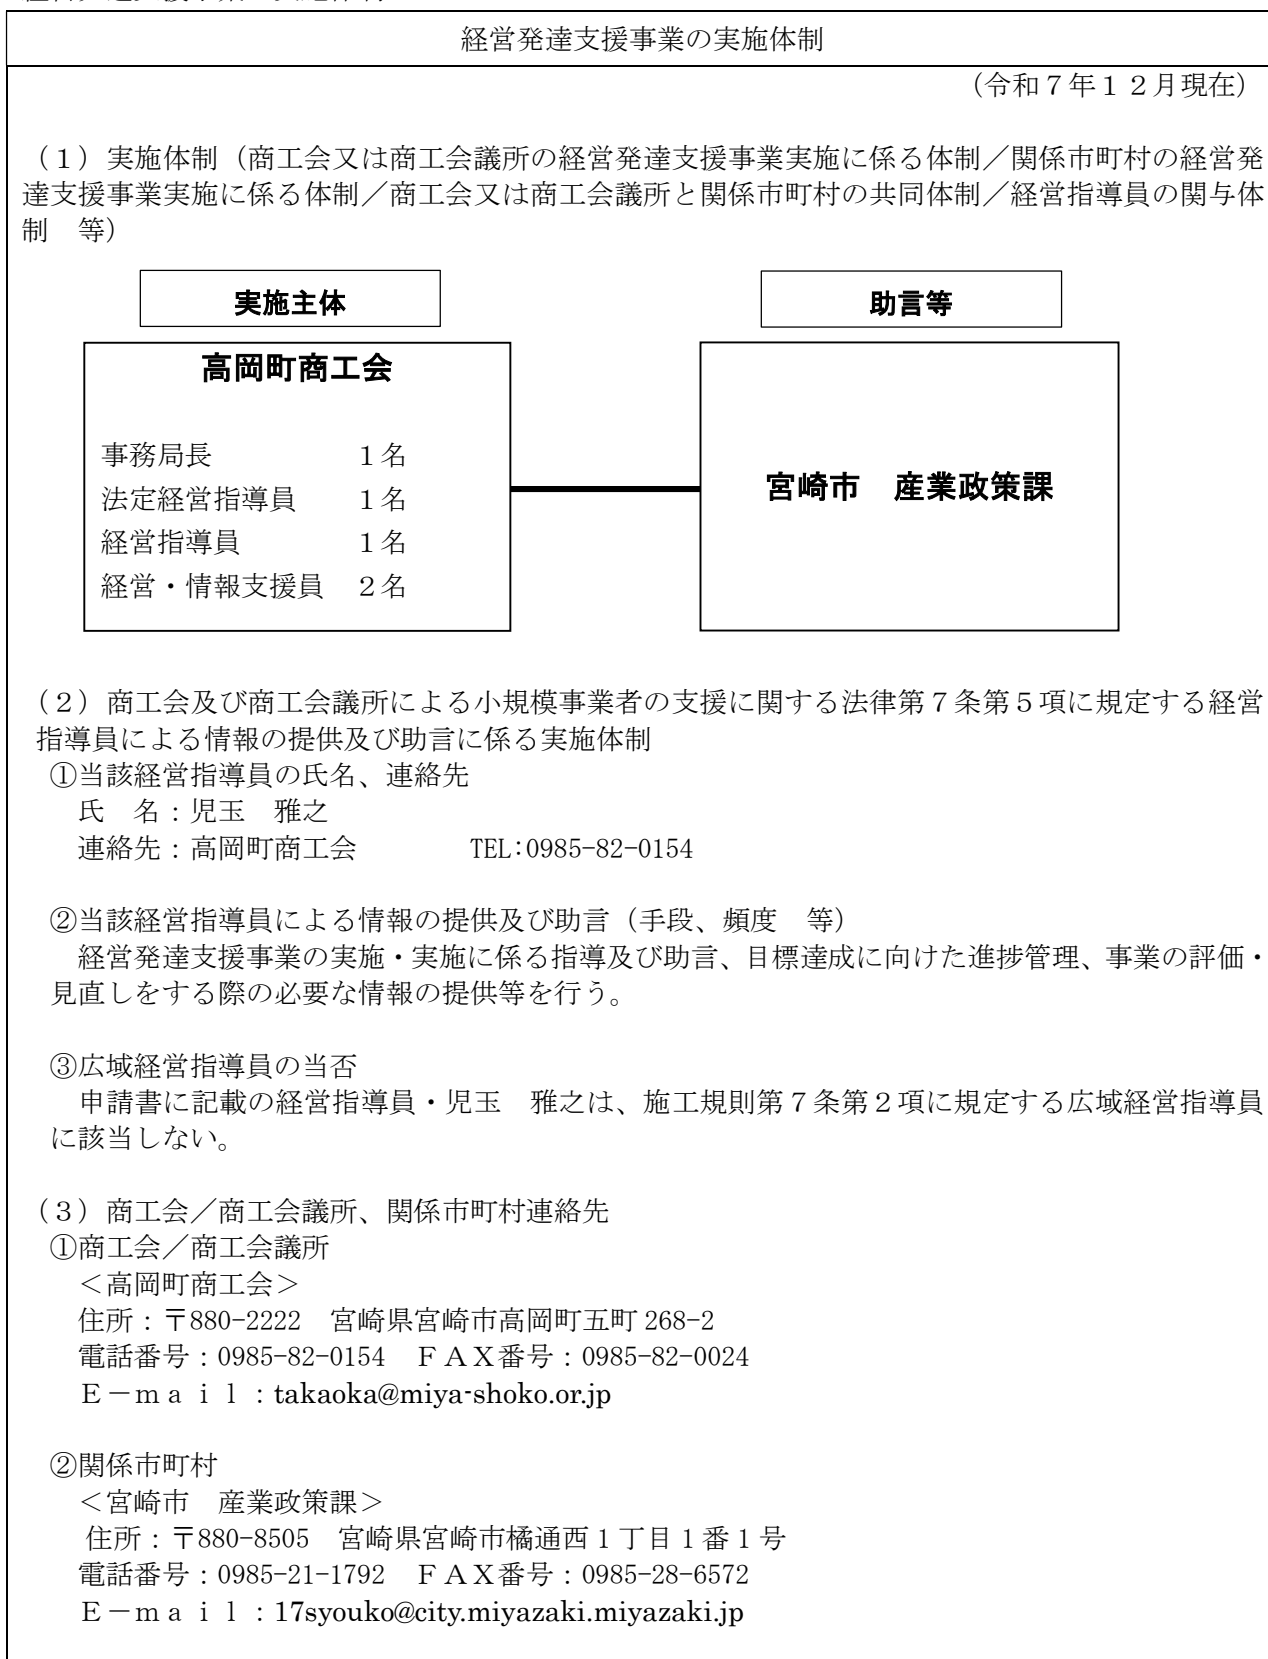 経営発達支援事業の実施体制
（令和７年１２月現在）
（１）実施体制（商工会又は商工会議所の経営発達支援事業実施に係る体制／関係市町村の経営発
達支援事業実施に係る体制／商工会又は商工会議所と関係市町村の共同体制／経営指導員の関与体
制　等）
実施主体
高岡町商工会
事務局長　１名
法定経営指導員　１名
経営指導員　１名
経営・情報支援員　２名
助言等
宮崎市　産業政策課
（２）商工会及び商工会議所による小規模事業者の支援に関する法律第７条第５項に規定する経営
指導員による情報の提供及び助言に係る実施体制
①当該経営指導員の氏名、連絡先
氏　名：児玉　雅之
連絡先：高岡町商工会　　　　TEL:0985-82-0154
②当該経営指導員による情報の提供及び助言（手段、頻度　等）
経営発達支援事業の実施・実施に係る指導及び助言、目標達成に向けた進捗管理、事業の評価・
見直しをする際の必要な情報の提供等を行う。
③広域経営指導員の当否
申請書に記載の経営指導員・児玉　雅之は、施工規則第７条第２項に規定する広域経営指導員
に該当しない。
（３）商工会／商工会議所、関係市町村連絡先
①商工会／商工会議所
＜高岡町商工会＞
住所：〒880-2222　宮崎県宮崎市高岡町五町 268-2
電話番号：0985-82-0154　ＦＡＸ番号：0985-82-0024
Ｅ－ｍａｉｌ：takaoka@miya-shoko.or.jp
②関係市町村
＜宮崎市　産業政策課＞
住所：〒880-8505　宮崎県宮崎市橘通西１丁目１番１号
電話番号：0985-21-1792　ＦＡＸ番号：0985-28-6572
Ｅ－ｍａｉｌ：17syouko@city.miyazaki.miyazaki.jp